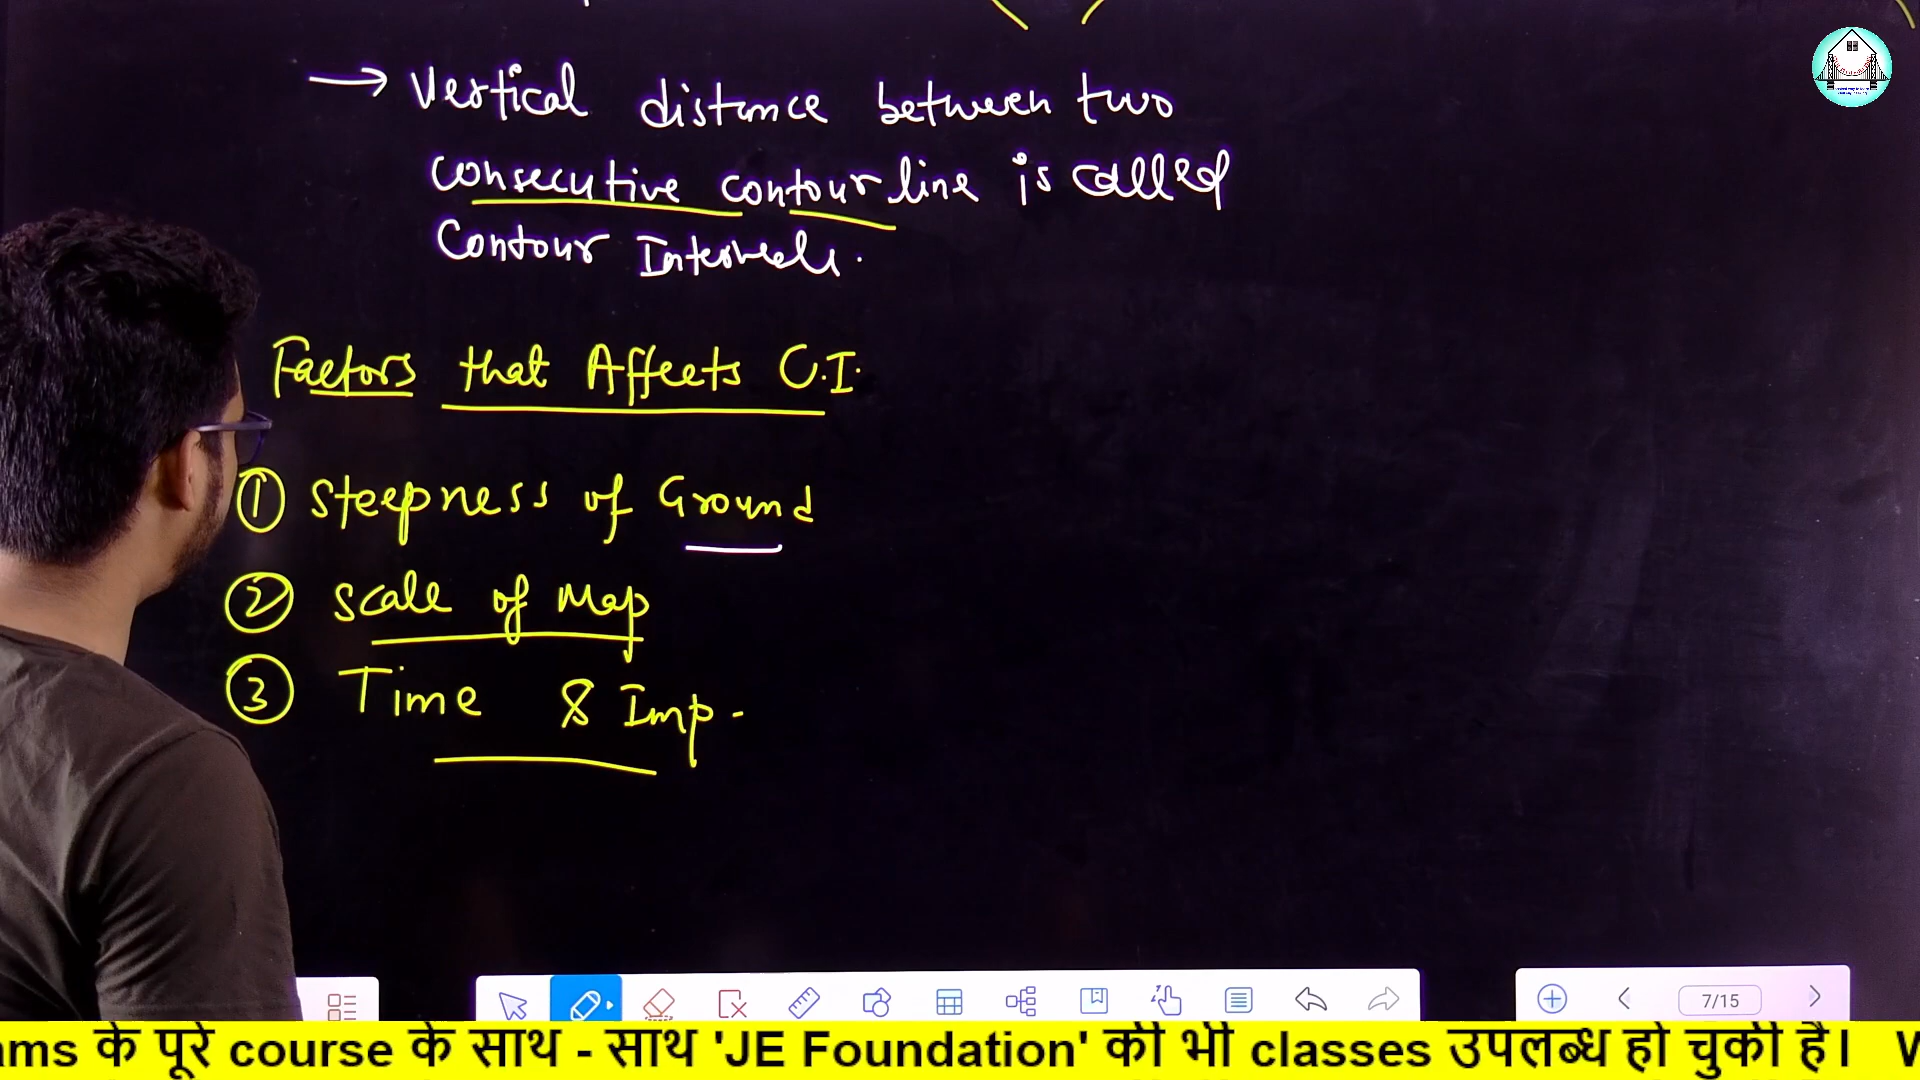 → Vertical distance between two
consecutive contour line is called
Contour Intervals.
Factors that Affects C.I.
① Steepness of Ground
② Scale of Map
③ Time & Imp.
7/15
ams के पूरे course के साथ - साथ 'JE Foundation' की भी classes उपलब्ध हो चुकी है। W